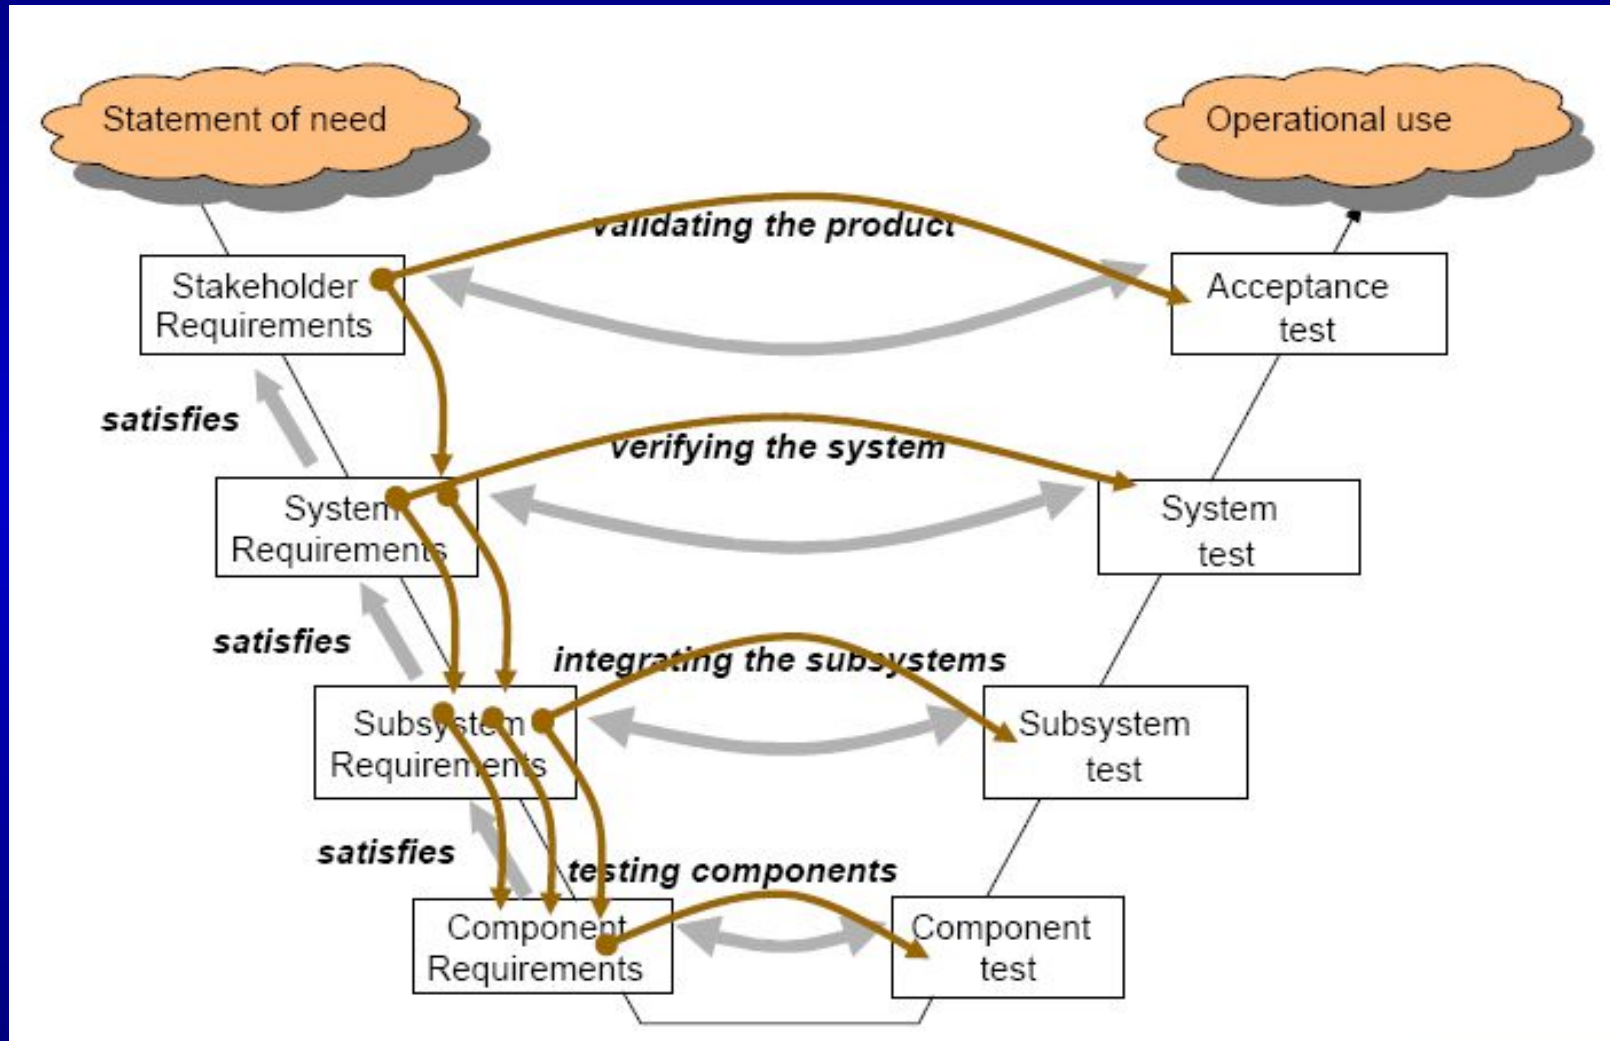 Statement of need
Operational use
validating the product
Stakeholder
Requirements
Acceptance
test
satisfies
verifying the system
System
Requirements
System
test
satisfies
integrating the subsystems
Subsystem
Requirements
Subsystem
test
satisfies
testing components
Component
Requirements
Component
test